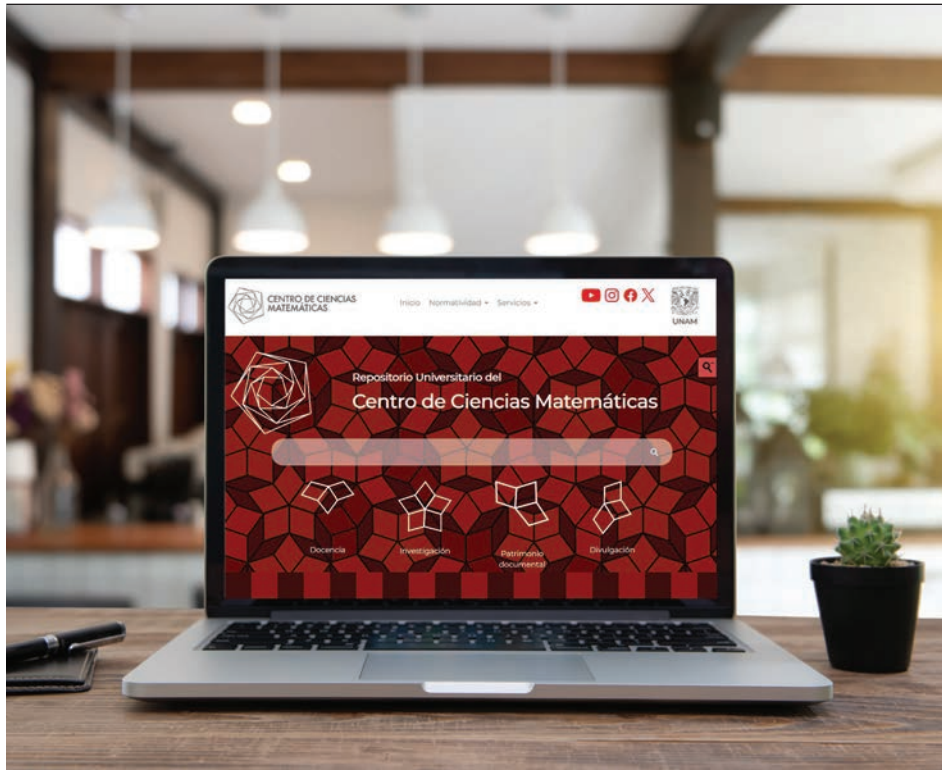 CENTRO DE CIENCIAS
MATEMÁTICAS
Inicio Normatividad Servicios
UNAM
Repositorio Universitario del
Centro de Ciencias Matemáticas
Docencia
Investigación
Patrimonio
documental
Divulgación